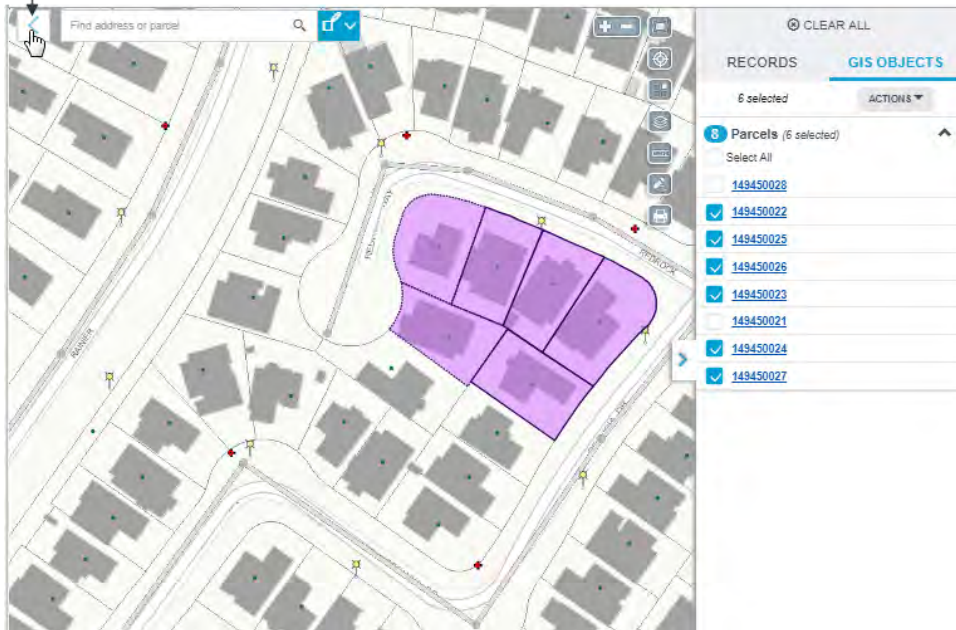 Find address or parcel
CLEAR ALL
RECORDS
GIS OBJECTS
6 selected
ACTIONS
8 Parcels (6 selected)
Select All
149450028
149450022
149450025
149450026
149450023
149450021
149450024
149450027
REDROCK
RAINIER